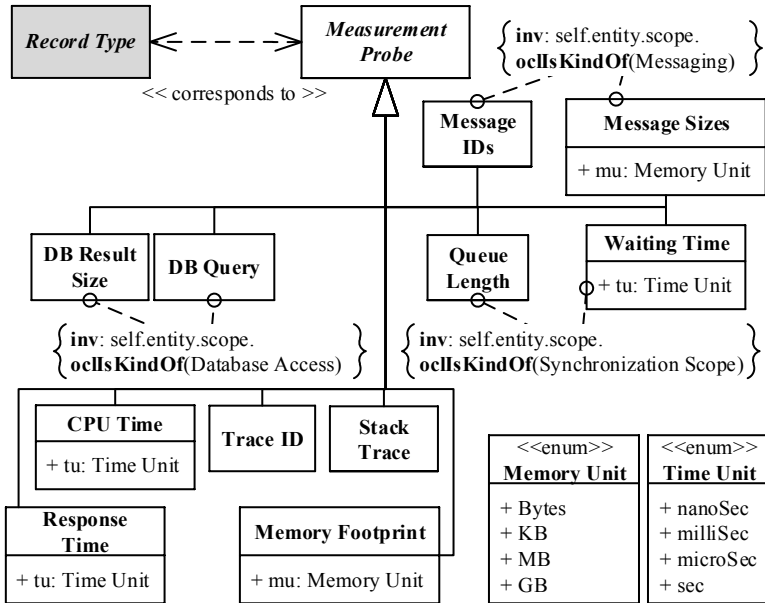 Record Type
Measurement
Probe
<< corresponds to >>
inv: self.entity.scope.
oclIsKindOf(Messaging)
Message
IDs
Message Sizes
+ mu: Memory Unit
DB Result
Size
DB Query
Queue
Length
Waiting Time
+ tu: Time Unit
inv: self.entity.scope.
oclIsKindOf(Database Access)
inv: self.entity.scope.
oclIsKindOf(Synchronization Scope)
CPU Time
+ tu: Time Unit
Trace ID
Stack
Trace
Response
Time
+ tu: Time Unit
Memory Footprint
+ mu: Memory Unit
<<enum>>
Memory Unit
+ Bytes
+ KB
+ MB
+ GB
<<enum>>
Time Unit
+ nanoSec
+ milliSec
+ microSec
+ sec